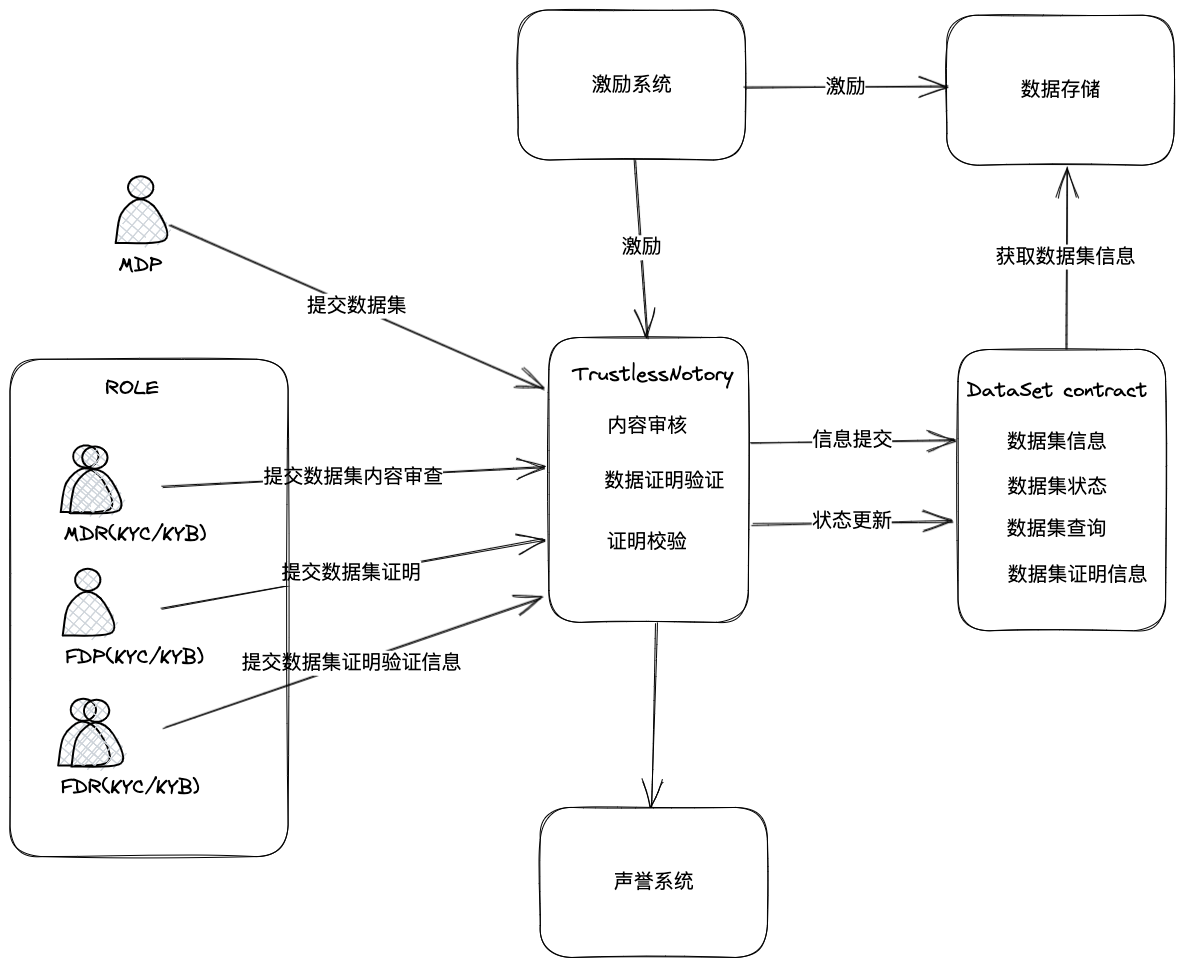 激励系统
激励
数据存储
MDP
激励
获取数据集信息
提交数据集
ROLE
TrustlessNotory
DataSet contract
内容审核
信息提交
数据集信息
提交数据集内容审查
数据证明验证
数据集状态
MDR(KYC/KYB)
状态更新
数据集查询
证明校验
提交数据集证明
数据集证明信息
FDP(KYC/KYB)
提交数据集证明验证信息
FDR(KYC/KYB)
声誉系统